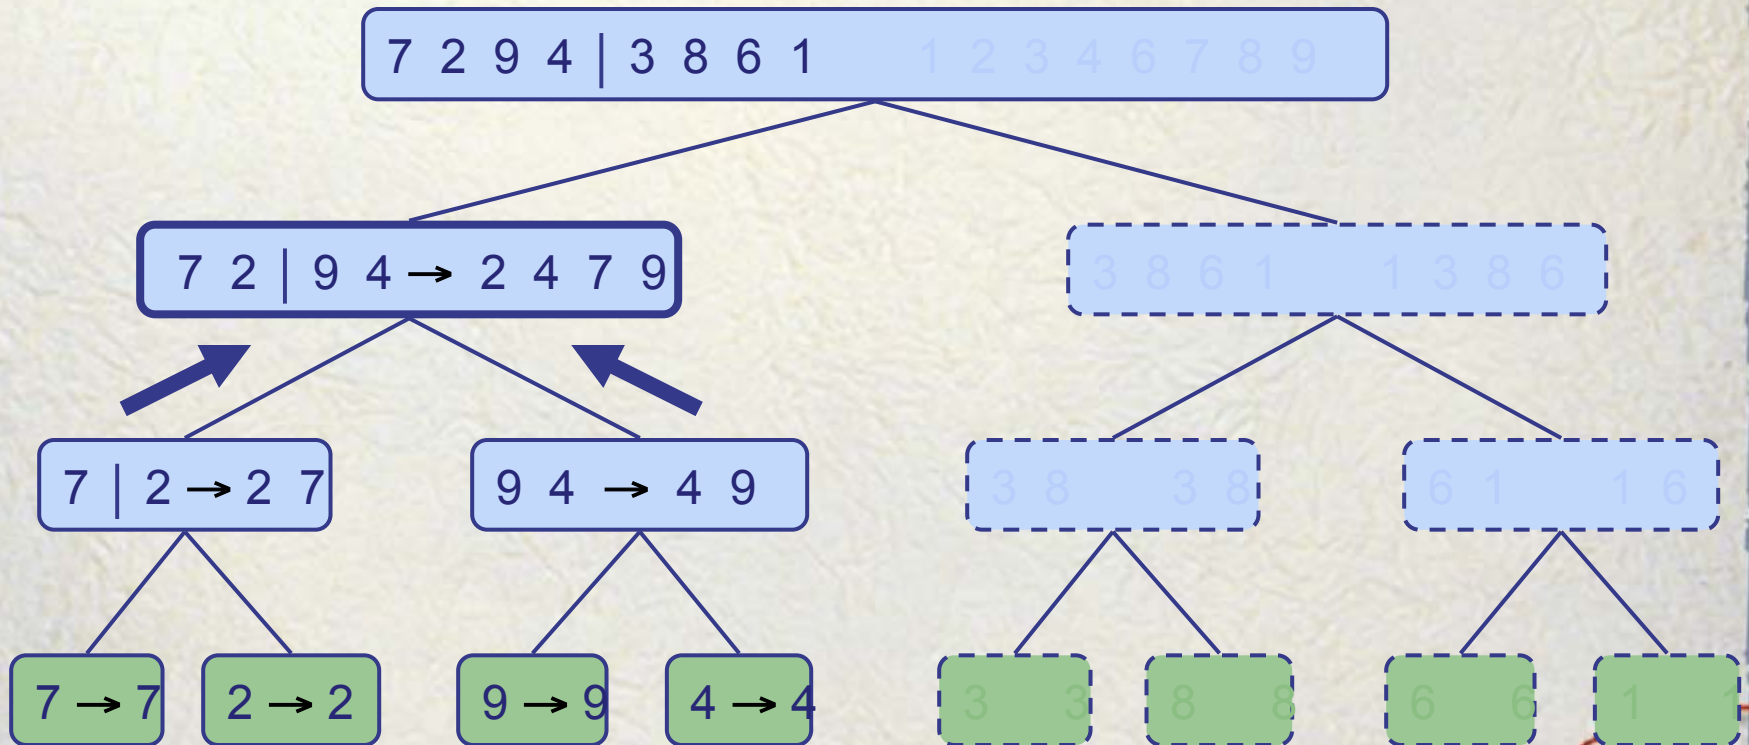 7 2 9 4 | 3 8 6 1 1 2 3 4 6 7 8 9
7 2 | 9 4 → 2 4 7 9
3 8 6 1 1 3 8 6
7 | 2 → 2 7
9 4 → 4 9
3 8 3 8
6 1 1 6
7 → 7
2 → 2
9 → 9
4 → 4
3 3
8 8
6 6
1 1